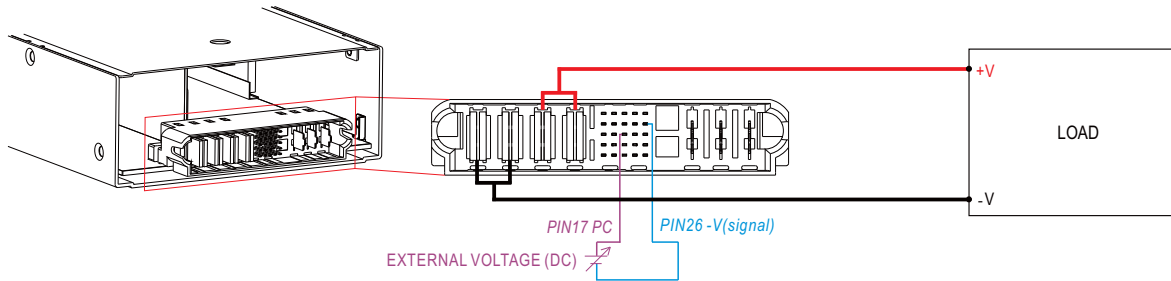 +V
LOAD
-V
PIN17 PC
PIN26 -V(signal)
EXTERNAL VOLTAGE (DC)